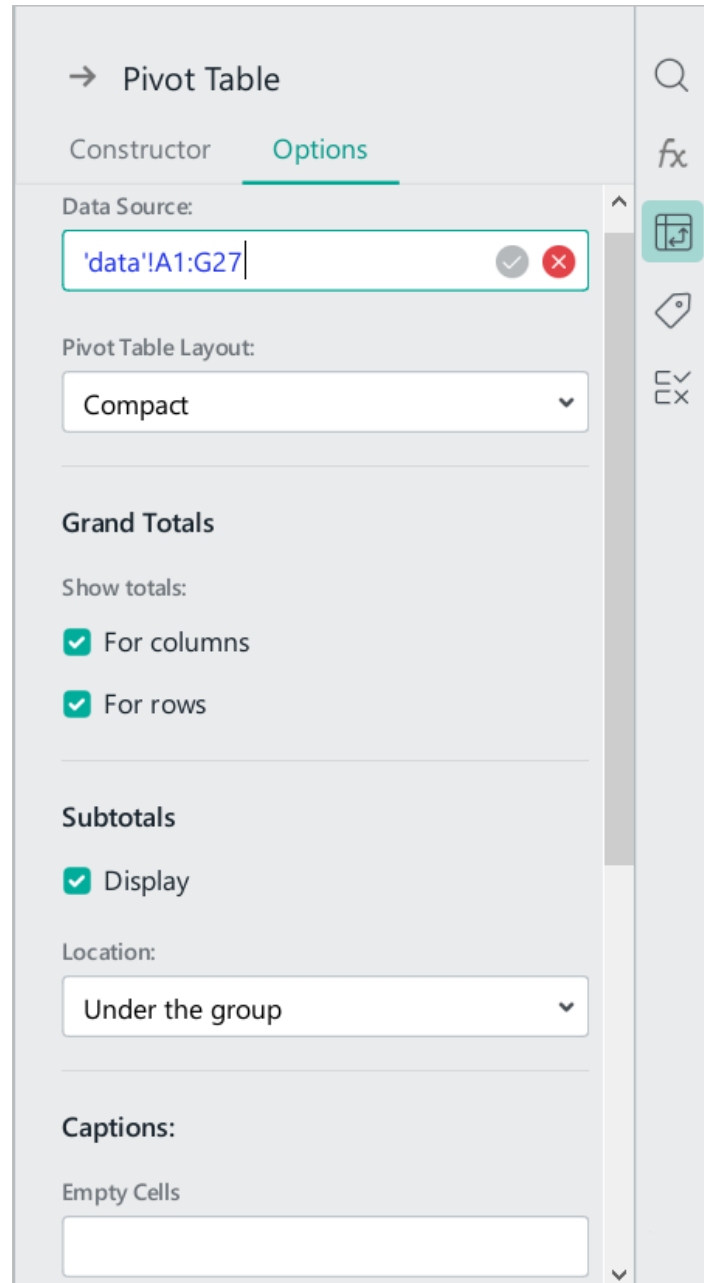 Pivot Table
Constructor Options
Data Source:
'data'!A1:G27
Pivot Table Layout:
Compact
Grand Totals
Show totals:
For columns
For rows
Subtotals
Display
Location:
Under the group
Captions:
Empty Cells
fx